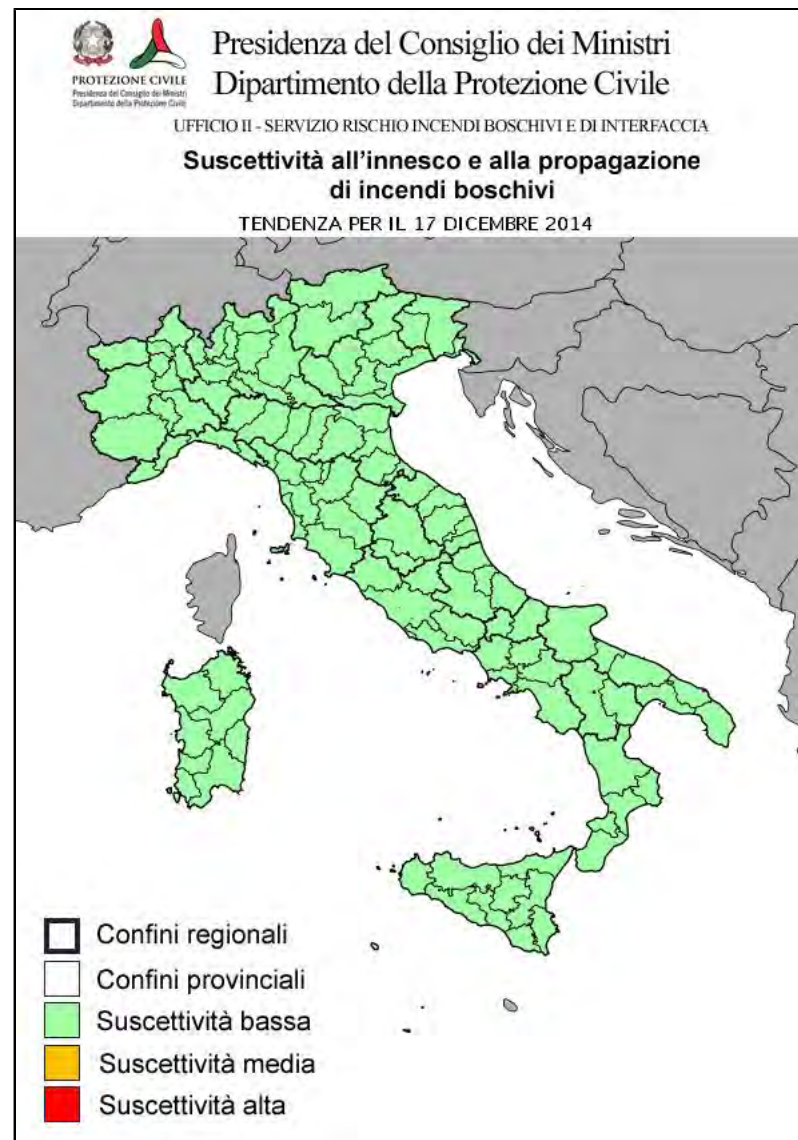 PROTEZIONE CIVILE
Presidenza del Consiglio dei Ministri
Dipartimento della Protezione Civile
Presidenza del Consiglio dei Ministri
Dipartimento della Protezione Civile
UFFICIO II - SERVIZIO RISCHIO INCENDI BOSCHIVI E DI INTERFACCIA
Suscettività all'innesco e alla propagazione
di incendi boschivi
TENDENZA PER IL 17 DICEMBRE 2014
Confini regionali
Confini provinciali
Suscettività bassa
Suscettività media
Suscettività alta